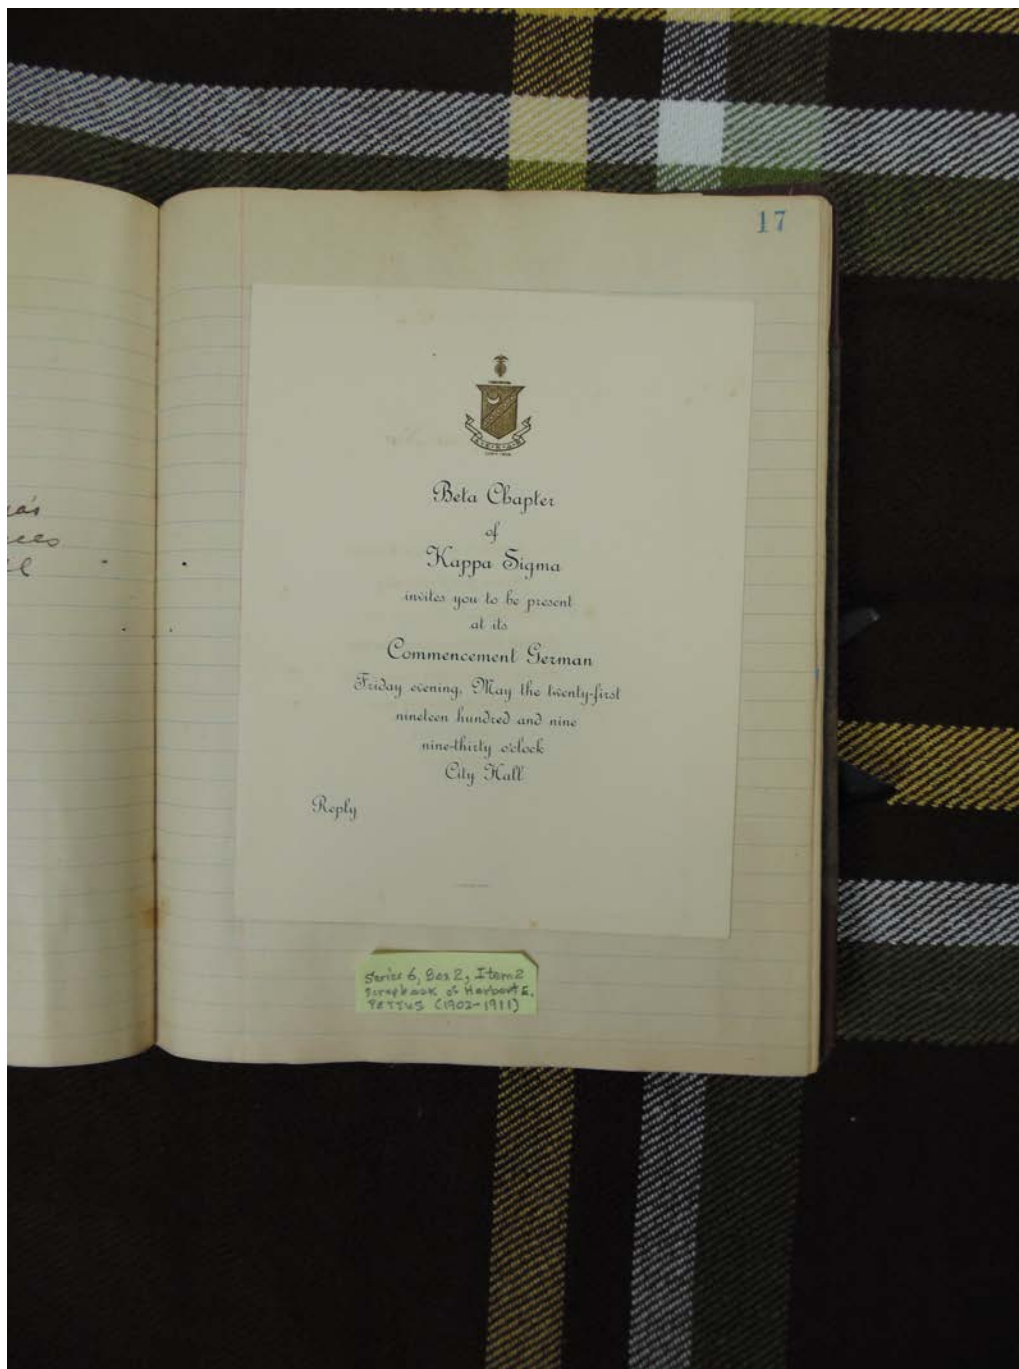 17
Beta Chapter
of
Kappa Sigma
invites you to be present
at its
Commencement German
Friday evening, May the twenty-first
nineteen hundred and nine
nine-thirty o'clock
City Hall
Reply
Series 6, Box 2, Item 2
Scrapbook of Herbert E.
PETTUS (1902-1911)